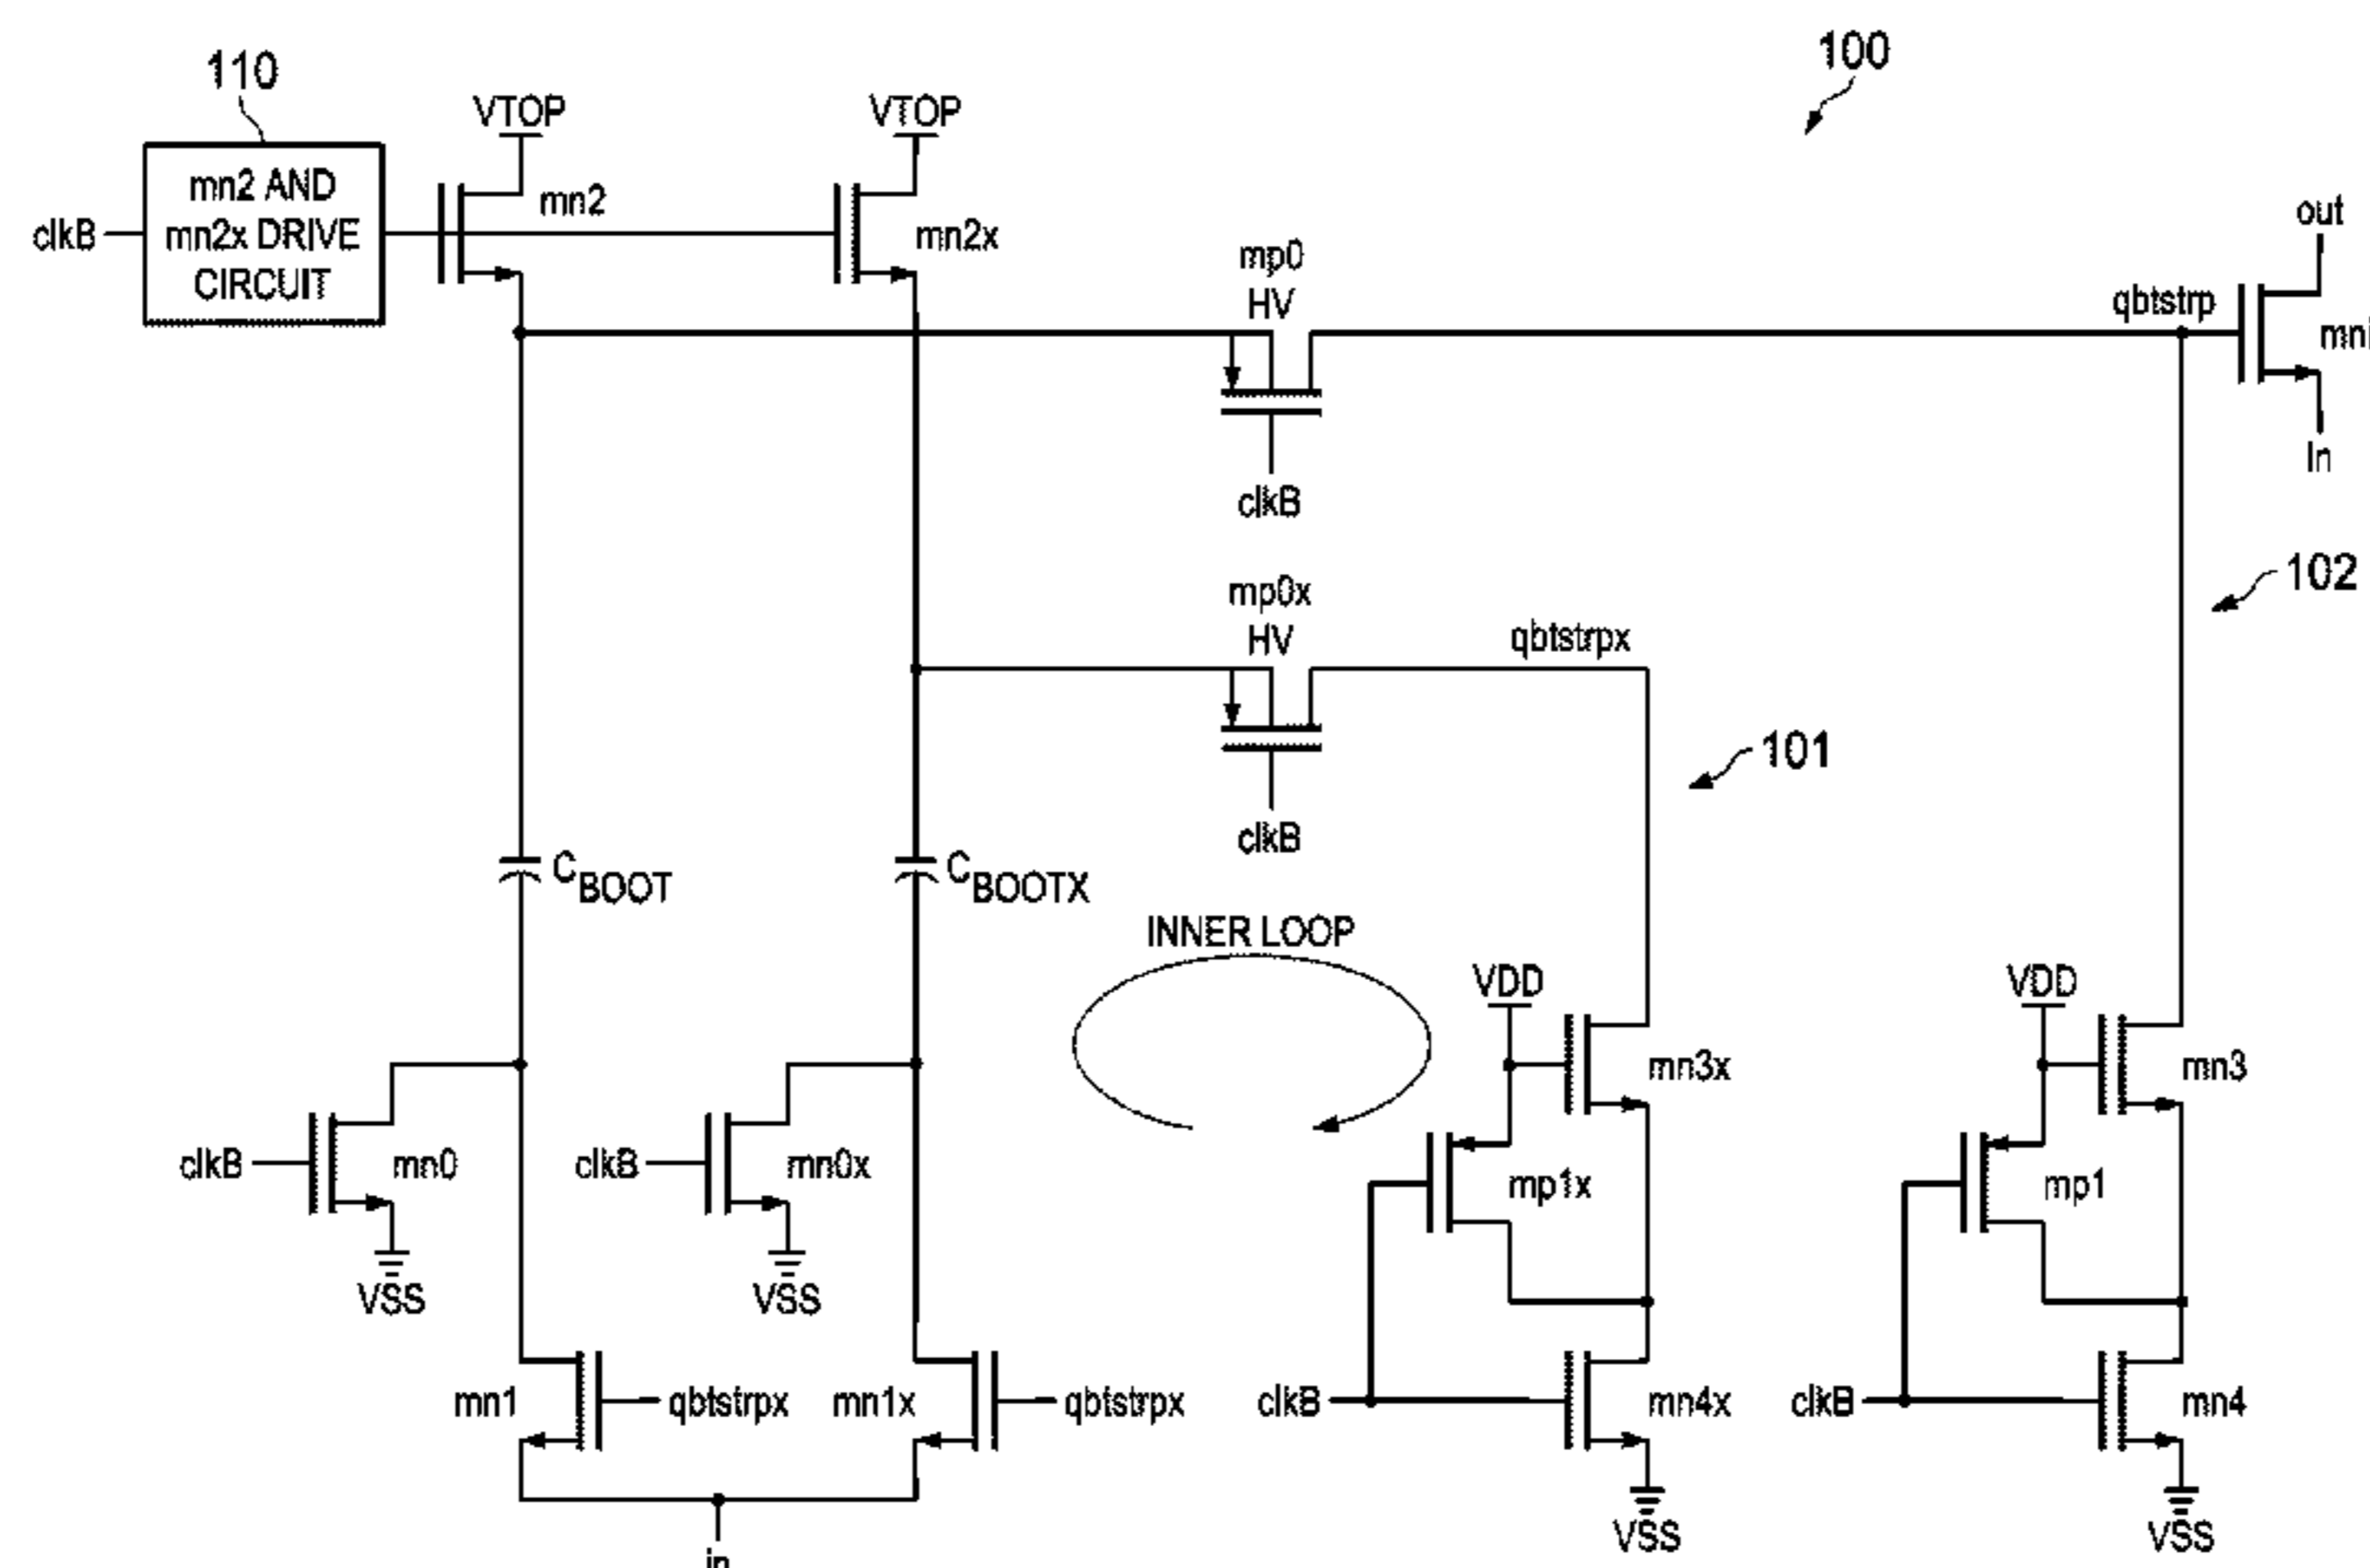 100
110
VTOP
VTOP
mn2 AND
mn2x DRIVE
CIRCUIT
clkB
mn2
mn2x
mp0
HV
clkB
qbtstrp
out
In
102
mp0x
HV
clkB
qbtstrpx
101
CBOOT
CBOOTX
INNER LOOP
VDD
VDD
mn3x
mn3
clkB
mn0
VSS
clkB
mn0x
VSS
mp1x
mp1
mn1
qbtstrpx
mn1x
qbtstrpx
clkB
mn4x
VSS
clkB
mn4
VSS